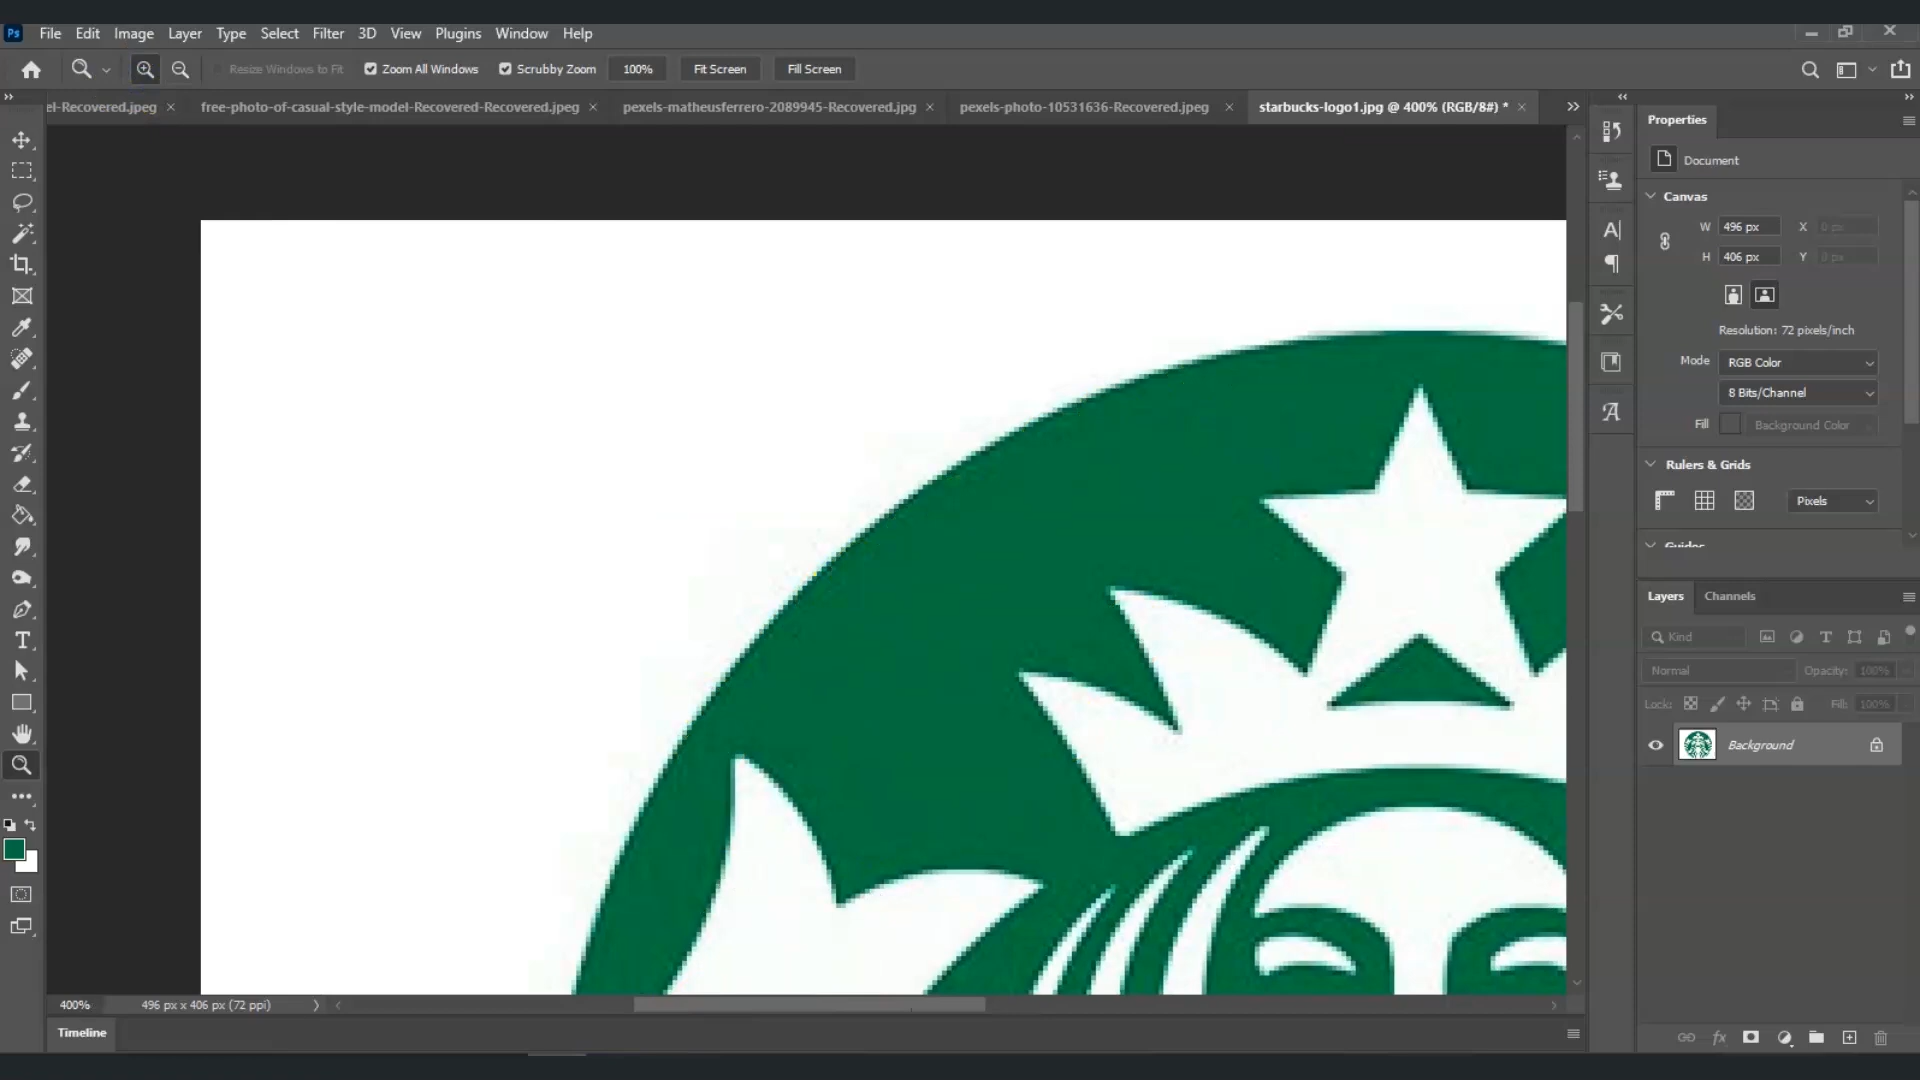 Ps File Edit Image Layer Type Select Filter 3D View Plugins Window Help
Resize Windows to Fit Zoom All Windows Scrubby Zoom 100% Fit Screen Fill Screen
el-Recovered.jpeg free-photo-of-casual-style-model-Recovered-Recovered.jpeg pexels-matheusferrero-2089945-Recovered.jpg pexels-photo-10531636-Recovered.jpeg starbucks-logo1.jpg @ 400% (RGB/8#) *
Properties
Document
Canvas
W 496 px X 0 px
H 406 px Y 0 px
Resolution: 72 pixels/inch
Mode RGB Color
8 Bits/Channel
Fill Background Color
Rulers & Grids
Pixels
Guides
Layers Channels
Kind
Normal Opacity: 100%
Lock: Fill: 100%
Background
400% 496 px x 406 px (72 ppi)
Timeline